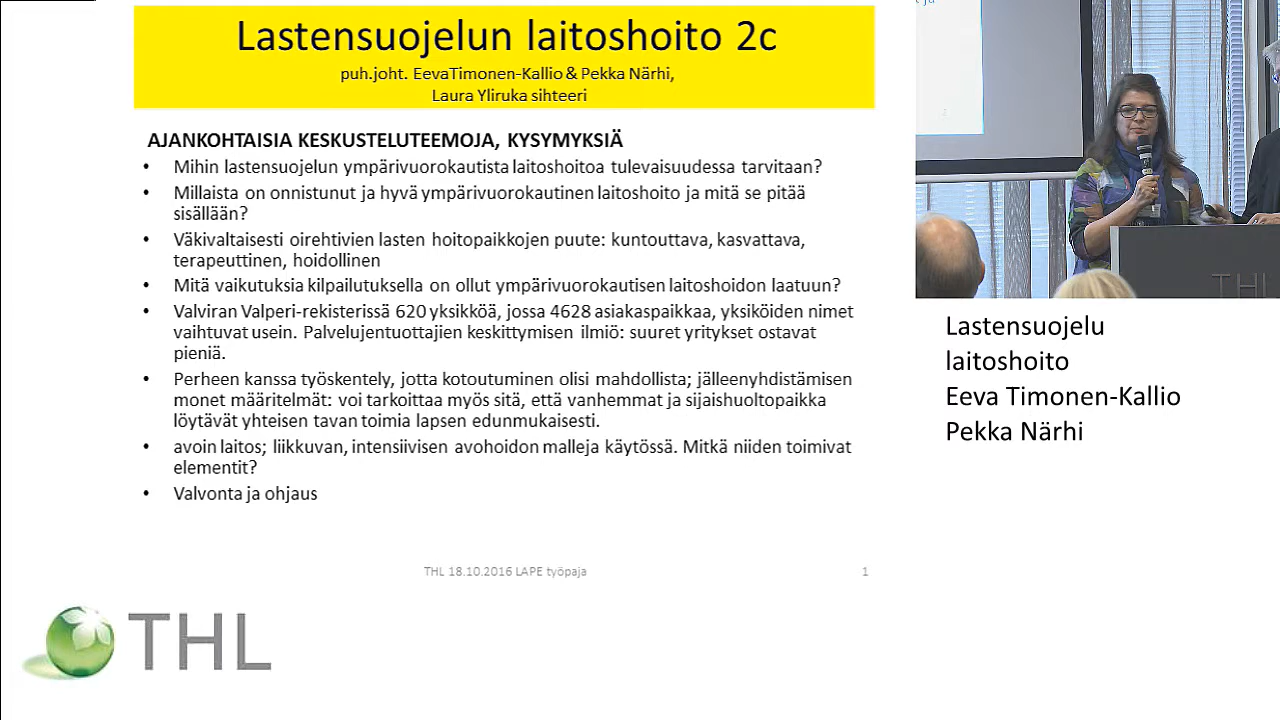 Lastensuojelun laitoshoito 2c
puh.joht. EevaTimonen-Kallio & Pekka Närhi,
Laura Yliruka sihteeri
AJANKOHTAISIA KESKUSTELUTEEMOJA, KYSYMYKSIÄ
• Mihin lastensuojelun ympärivuorokautista laitoshoitoa tulevaisuudessa tarvitaan?
• Millaista on onnistunut ja hyvä ympärivuorokautinen laitoshoito ja mitä se pitää
sisällään?
• Väkivaltaisesti oirehtivien lasten hoitopaikkojen puute: kuntouttava, kasvattava,
terapeuttinen, hoidollinen
• Mitä vaikutuksia kilpailutuksella on ollut ympärivuorokautisen laitoshoidon laatuun?
• Valviran Valperi-rekisterissä 620 yksikköä, jossa 4628 asiakaspaikkaa, yksiköiden nimet
vaihtuvat usein. Palvelujentuottajien keskittymisen ilmiö: suuret yritykset ostavat
pieniä.
• Perheen kanssa työskentely, jotta kotoutuminen olisi mahdollista; jälleenyhdistämisen
monet määritelmät: voi tarkoittaa myös sitä, että vanhemmat ja sijaishuoltopaikka
löytävät yhteisen tavan toimia lapsen edunmukaisesti.
• avoin laitos; liikkuvan, intensiivisen avohoidon malleja käytössä. Mitkä niiden toimivat
elementit?
• Valvonta ja ohjaus
THL 18.10.2016 LAPE työpaja
1
THL
THL
Lastensuojelu
laitoshoito
Eeva Timonen-Kallio
Pekka Närhi